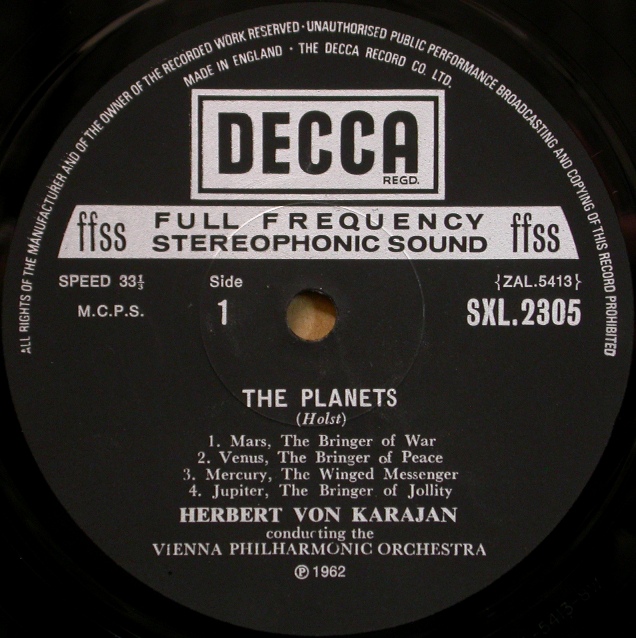 ALL RIGHTS OF THE MANUFACTURER AND OF THE OWNER OF THE RECORDED WORK RESERVED · UNAUTHORISED PUBLIC PERFORMANCE BROADCASTING AND COPYING OF THIS RECORD PROHIBITED
MADE IN ENGLAND · THE DECCA RECORD CO. LTD.
DECCA
REGD.
ffss FULL FREQUENCY ffss
STEREOPHONIC SOUND
SPEED 33⅓ Side {ZAL.5413}
M.C.P.S. 1 SXL.2305
THE PLANETS
(Holst)
1. Mars, The Bringer of War
2. Venus, The Bringer of Peace
3. Mercury, The Winged Messenger
4. Jupiter, The Bringer of Jollity
HERBERT VON KARAJAN
conducting the
VIENNA PHILHARMONIC ORCHESTRA
℗ 1962